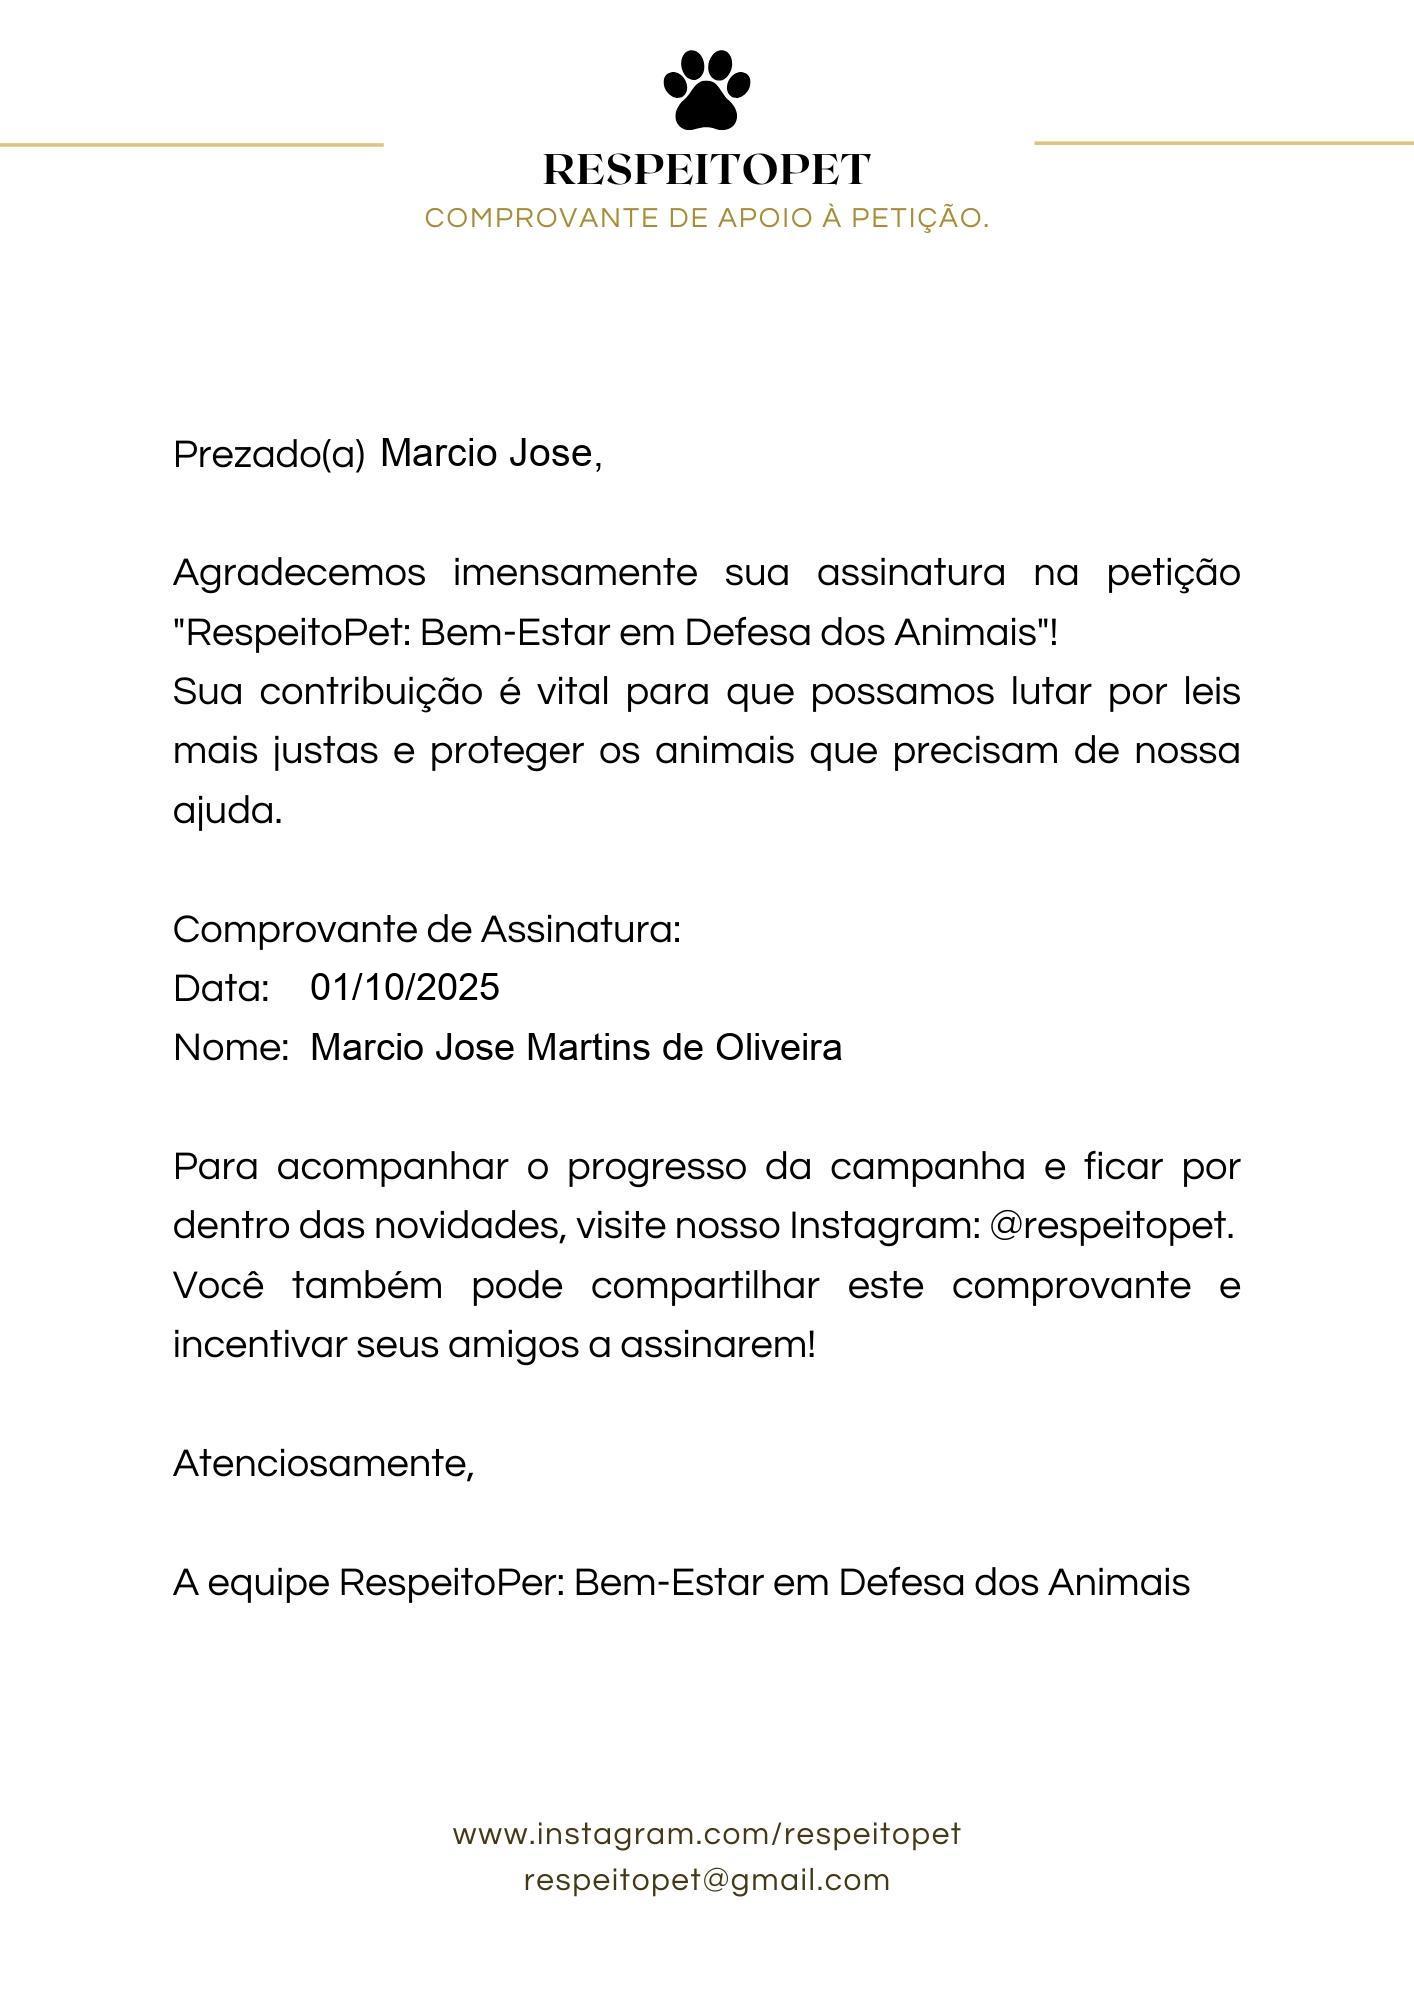 RESPEITOPET
COMPROVANTE DE APOIO À PETIÇÃO.
Prezado(a) Marcio Jose,
Agradecemos imensamente sua assinatura na petição
"RespeitoPet: Bem-Estar em Defesa dos Animais"!
Sua contribuição é vital para que possamos lutar por leis
mais justas e proteger os animais que precisam de nossa
ajuda.
Comprovante de Assinatura:
Data: 01/10/2025
Nome: Marcio Jose Martins de Oliveira
Para acompanhar o progresso da campanha e ficar por
dentro das novidades, visite nosso Instagram: @respeitopet.
Você também pode compartilhar este comprovante e
incentivar seus amigos a assinarem!
Atenciosamente,
A equipe RespeitoPer: Bem-Estar em Defesa dos Animais
www.instagram.com/respeitopet
respeitopet@gmail.com